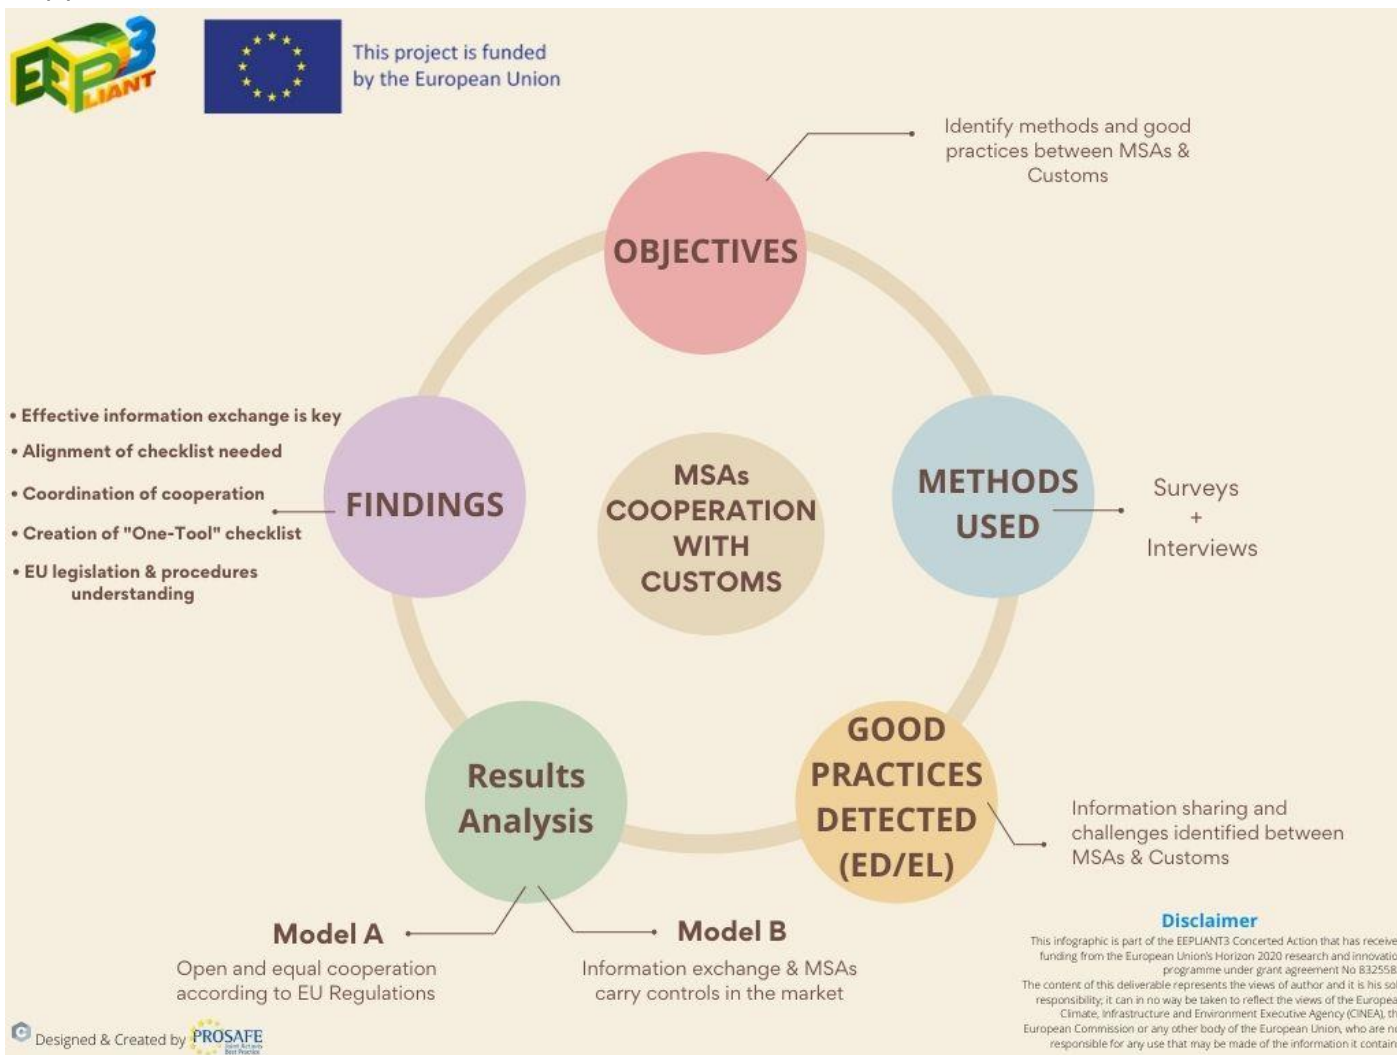 EEP3
LIANT
This project is funded
by the European Union
Identify methods and good
practices between MSAs &
Customs
OBJECTIVES
METHODS
USED
Surveys
+
Interviews
GOOD
PRACTICES
DETECTED
(ED/EL)
Information sharing and
challenges identified between
MSAs & Customs
Results
Analysis
Model A
Open and equal cooperation
according to EU Regulations
Model B
Information exchange & MSAs
carry controls in the market
FINDINGS
• Effective information exchange is key
• Alignment of checklist needed
• Coordination of cooperation
• Creation of "One-Tool" checklist
• EU legislation & procedures
understanding
MSAs
COOPERATION
WITH
CUSTOMS
Disclaimer
This infographic is part of the EEPLIANT3 Concerted Action that has receive
funding from the European Union's Horizon 2020 research and innovatio
programme under grant agreement No 832558
The content of this deliverable represents the views of author and it is his sol
responsibility; it can in no way be taken to reflect the views of the Europea
Climate, Infrastructure and Environment Executive Agency (CINEA), th
European Commission or any other body of the European Union, who are n
responsible for any use that may be made of the information it contain
Designed & Created by PROSAFE
Joint Actions
Best Practice